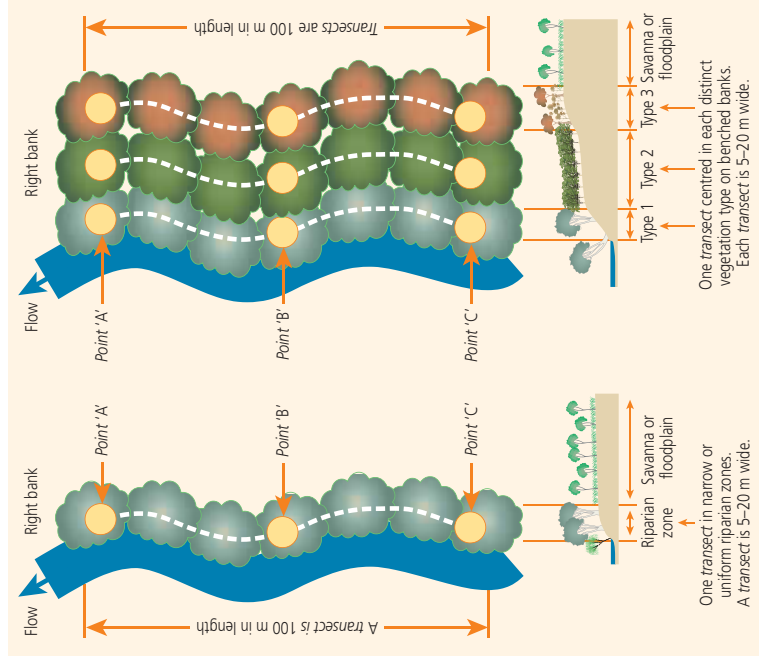 Flow
Right bank
A transect is 100 m in length
Point 'A'
Point 'B'
Point 'C'
Riparian
zone
Savanna or
floodplain
One transect in narrow or
uniform riparian zones.
A transect is 5–20 m wide.
Flow
Right bank
Transects are 100 m in length
Point 'A'
Point 'B'
Point 'C'
Type 1
Type 2
Type 3
Savanna or
floodplain
One transect centred in each distinct
vegetation type on benched banks.
Each transect is 5–20 m wide.